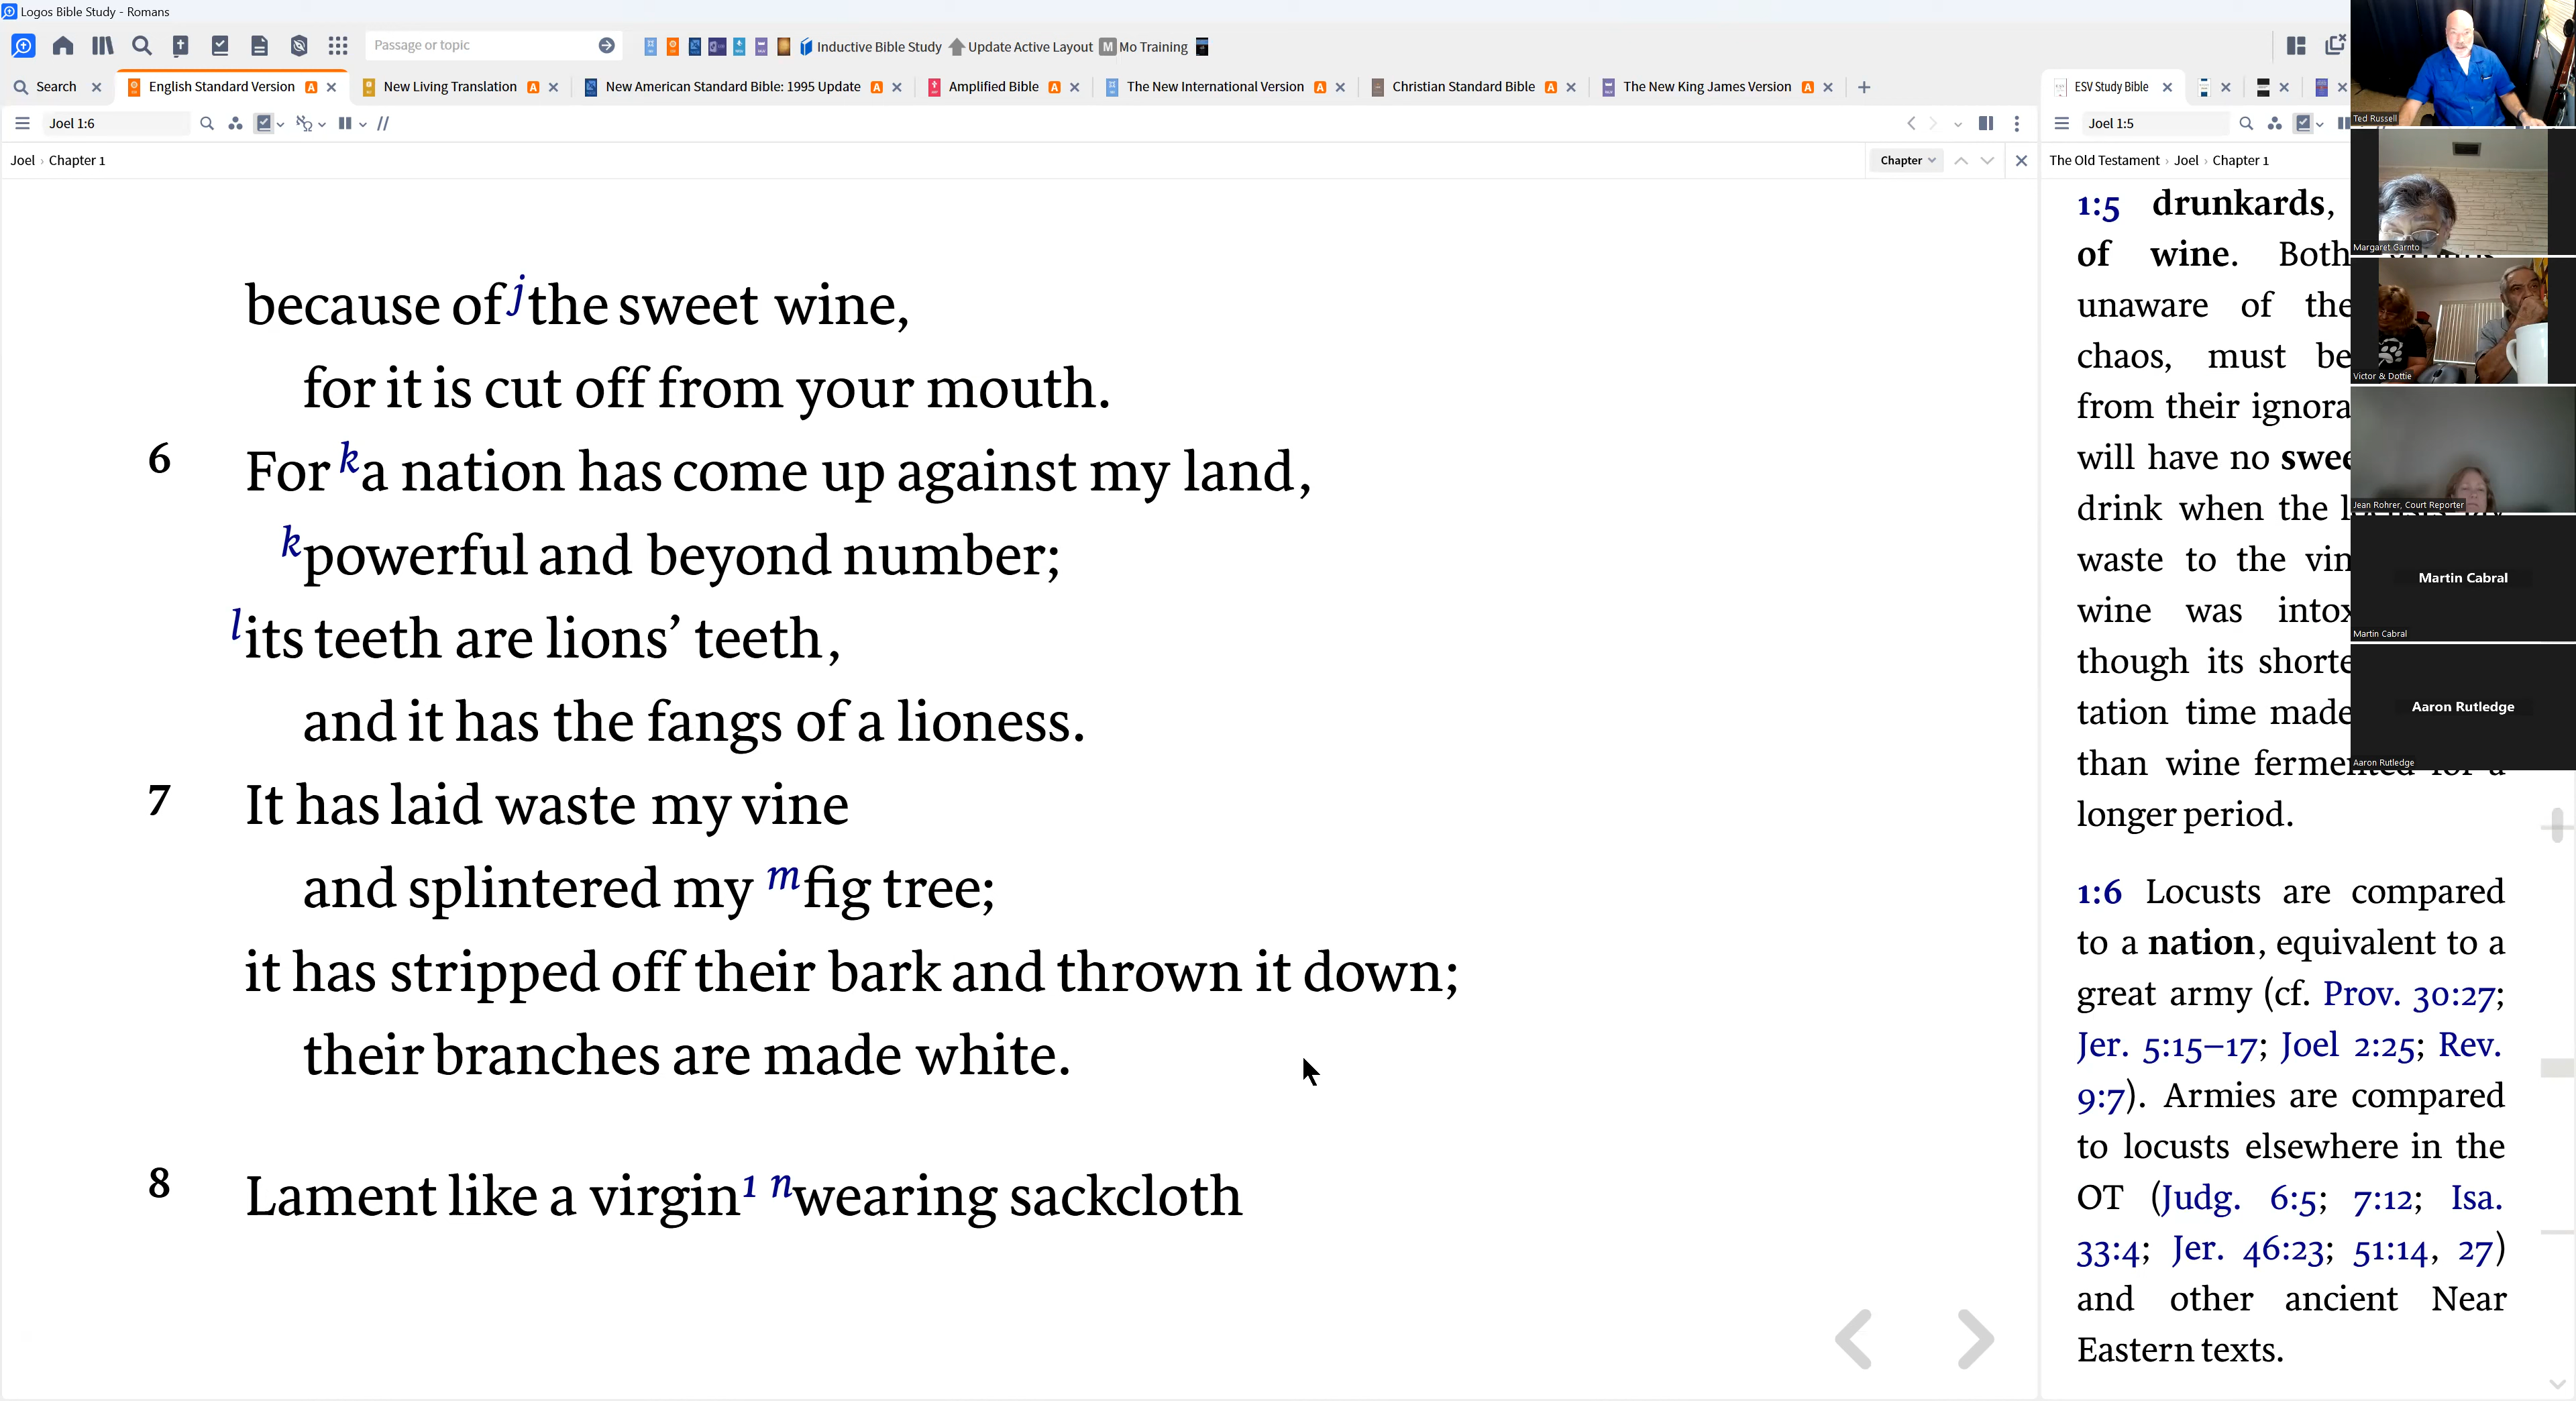 Logos Bible Study - Romans
Passage or topic
Inductive Bible Study
Update Active Layout
M Mo Training
Search
English Standard Version A
New Living Translation A
New American Standard Bible: 1995 Update A
Amplified Bible A
The New International Version A
Christian Standard Bible A
The New King James Version A
ESV Study Bible
Joel 1:6
Joel 1:5
Joel › Chapter 1
Chapter
The Old Testament › Joel › Chapter 1
because of j the sweet wine,
for it is cut off from your mouth.
6 For k a nation has come up against my land,
k powerful and beyond number;
l its teeth are lions’ teeth,
and it has the fangs of a lioness.
7 It has laid waste my vine
and splintered my m fig tree;
it has stripped off their bark and thrown it down;
their branches are made white.
8 Lament like a virgin 1 n wearing sackcloth
1:5 drunkards,
of wine. Both
unaware of the
chaos, must be
from their
will have no
drink when the
waste to the
wine was
though its
tation time made
than wine fermented for a
longer period.
1:6 Locusts are compared
to a nation, equivalent to a
great army (cf. Prov. 30:27;
Jer. 5:15–17; Joel 2:25; Rev.
9:7). Armies are compared
to locusts elsewhere in the
OT (Judg. 6:5; 7:12; Isa.
33:4; Jer. 46:23; 51:14, 27)
and other ancient Near
Eastern texts.
Ted Russell
Margaret Garnto
Victor & Dottie
Jean Rohrer, Court Reporter
Martin Cabral
Martin Cabral
Aaron Rutledge
Aaron Rutledge